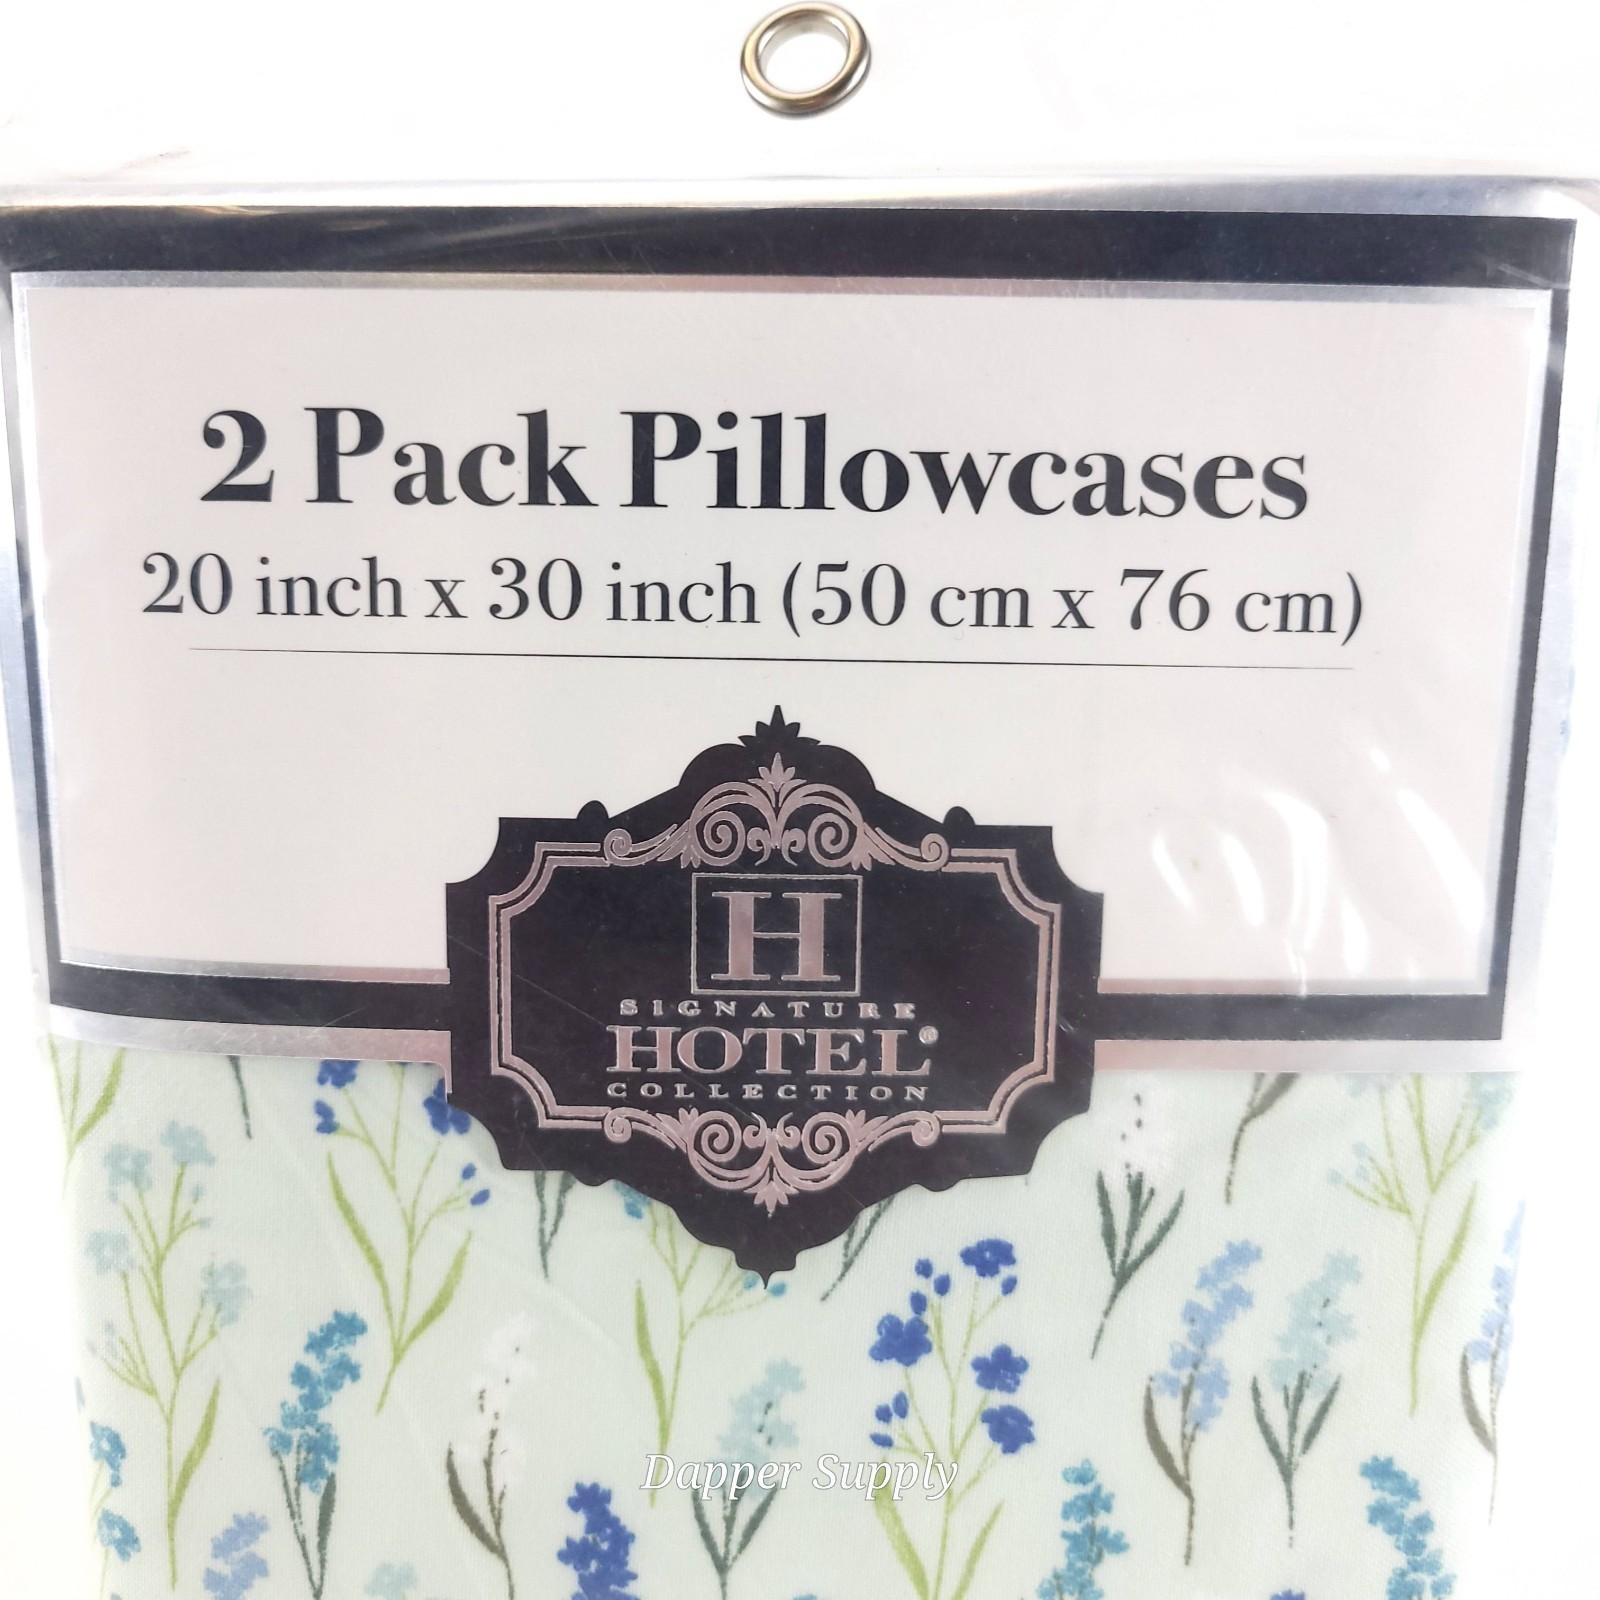 2 Pack Pillowcases
20 inch x 30 inch (50 cm x 76 cm)
H
SIGNATURE
HOTEL®
COLLECTION
Dapper Supply